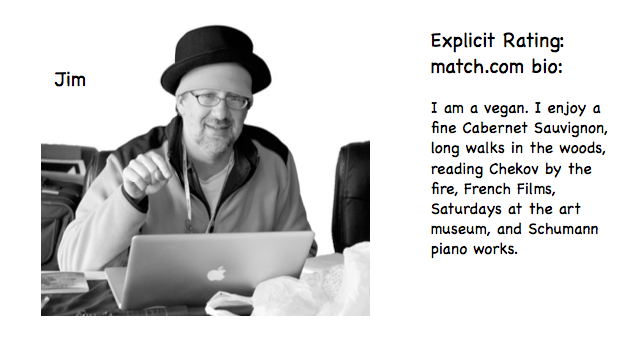 Jim
Explicit Rating:
match.com bio:
I am a vegan. I enjoy a
fine Cabernet Sauvignon,
long walks in the woods,
reading Chekov by the
fire, French Films,
Saturdays at the art
museum, and Schumann
piano works.